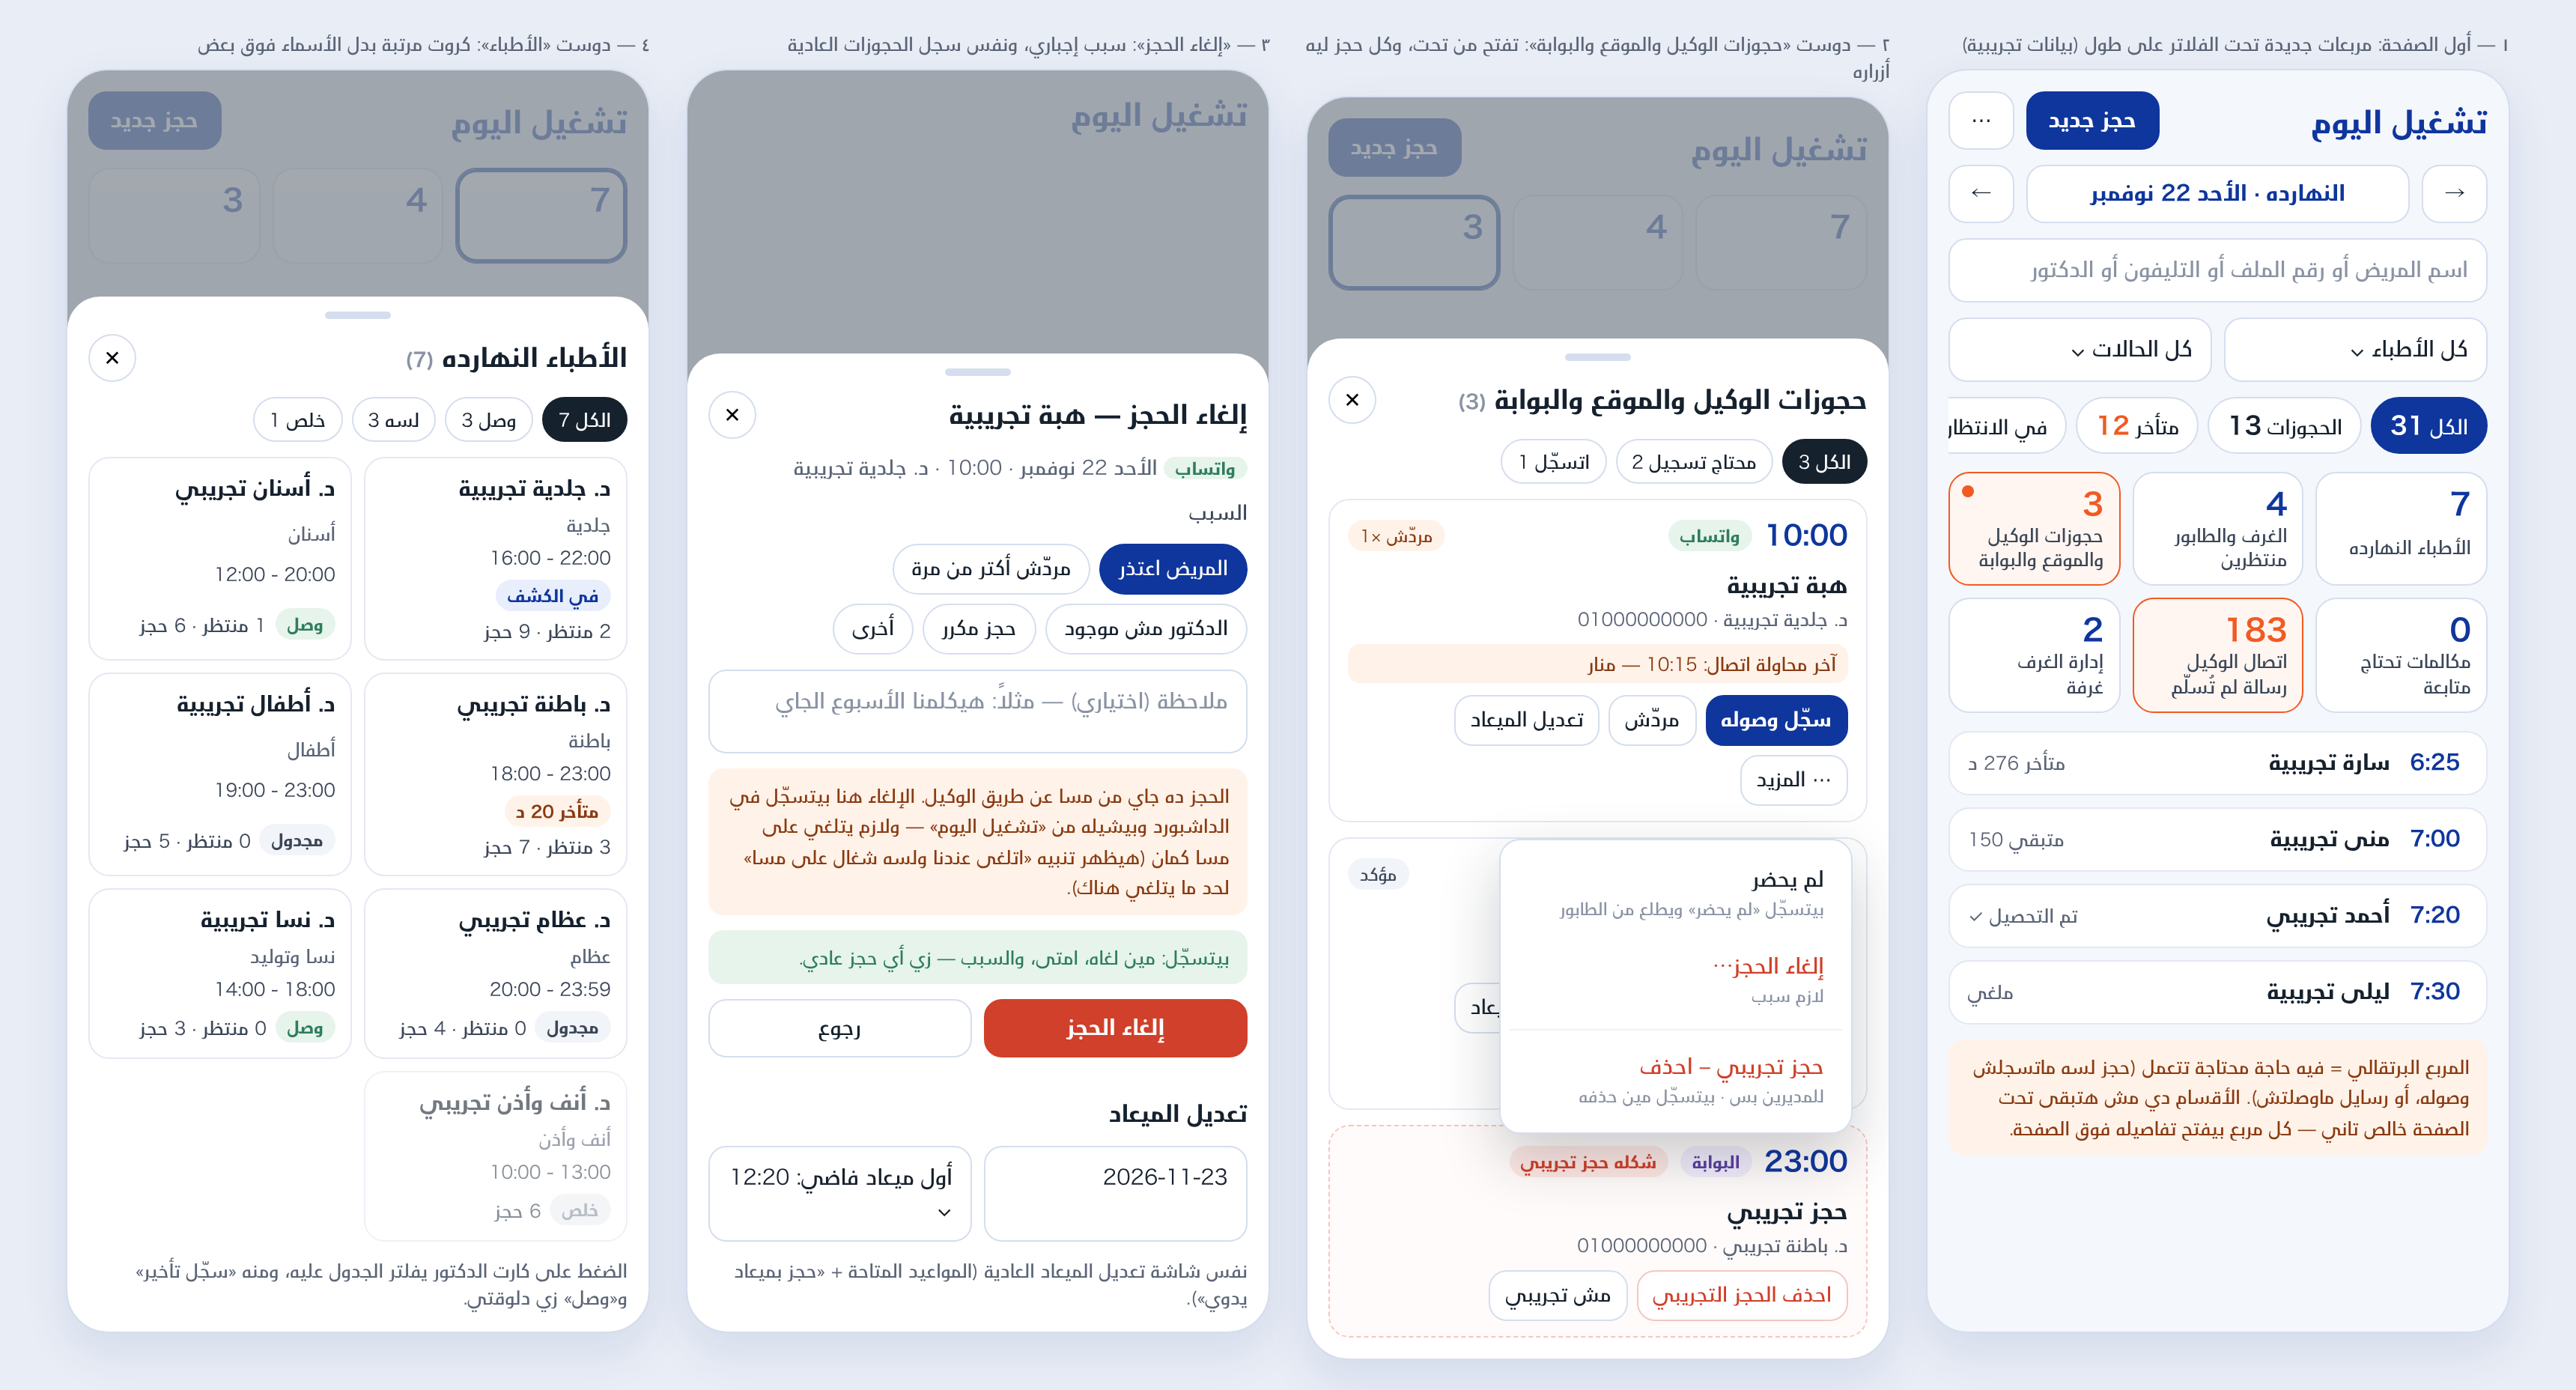 ١ — أول الصفحة: مربعات جديدة تحت الفلاتر على طول (بيانات تجريبية)
تشغيل اليوم
حجز جديد
⋯
→
النهارده · الأحد 22 نوفمبر
←
اسم المريض أو رقم الملف أو التليفون أو الدكتور
كل الأطباء
كل الحالات
الكل 31
الحجوزات 13
متأخر 12
في الانتظار
7
الأطباء النهارده
4
الغرف والطابور
منتظرين
3
حجوزات الوكيل
والموقع والبوابة
0
مكالمات تحتاج
متابعة
183
اتصال الوكيل
رسالة لم تُسلّم
2
إدارة الغرف
غرفة
6:25 سارة تجريبية متأخر 276 د
7:00 منى تجريبية متبقي 150
7:20 أحمد تجريبي تم التحصيل ✓
7:30 ليلى تجريبية ملغي
المربع البرتقالي = فيه حاجة محتاجة تتعمل (حجز لسه ماتسجلش
وصوله، أو رسايل ماوصلتش). الأقسام دي مش هتبقى تحت
الصفحة خالص تاني — كل مربع بيفتح تفاصيله فوق الصفحة.
٢ — دوست «حجوزات الوكيل والموقع والبوابة»: تفتح من تحت، وكل حجز ليه
أزراره
تشغيل اليوم
حجز جديد
7
4
3
حجوزات الوكيل والموقع والبوابة (3)
×
الكل 3
محتاج تسجيل 2
اتسجّل 1
10:00 واتساب مردّش ×1
هبة تجريبية
د. جلدية تجريبية · 01000000000
آخر محاولة اتصال: 10:15 — منار
سجّل وصوله
مردّش
تعديل الميعاد
⋯ المزيد
مؤكد
لم يحضر
بيتسجّل «لم يحضر» ويطلع من الطابور
إلغاء الحجز…
لازم سبب
حجز تجريبي – احذف
للمديرين بس · بيتسجّل مين حذفه
يعاد
23:00 البوابة شكله حجز تجريبي
حجز تجريبي
د. باطنة تجريبي · 01000000000
احذف الحجز التجريبي
مش تجريبي
٣ — «إلغاء الحجز»: سبب إجباري، ونفس سجل الحجوزات العادية
تشغيل اليوم
إلغاء الحجز — هبة تجريبية
×
واتساب الأحد 22 نوفمبر · 10:00 · د. جلدية تجريبية
السبب
المريض اعتذر
مردّش أكتر من مرة
الدكتور مش موجود
حجز مكرر
أخرى
ملاحظة (اختياري) — مثلاً: هيكلمنا الأسبوع الجاي
الحجز ده جاي من مسا عن طريق الوكيل. الإلغاء هنا بيتسجّل في
الداشبورد وبيشيله من «تشغيل اليوم» — ولازم يتلغي على
مسا كمان (هيظهر تنبيه «اتلغى عندنا ولسه شغال على مسا»
لحد ما يتلغي هناك).
بيتسجّل: مين لغاه، امتى، والسبب — زي أي حجز عادي.
إلغاء الحجز
رجوع
تعديل الميعاد
2026-11-23
أول ميعاد فاضي: 12:20
نفس شاشة تعديل الميعاد العادية (المواعيد المتاحة + «حجز بميعاد
يدوي»).
٤ — دوست «الأطباء»: كروت مرتبة بدل الأسماء فوق بعض
تشغيل اليوم
حجز جديد
7
4
3
الأطباء النهارده (7)
×
الكل 7
وصل 3
لسه 3
خلص 1
د. جلدية تجريبية
جلدية
16:00 - 22:00
في الكشف
2 منتظر · 9 حجز
د. أسنان تجريبي
أسنان
12:00 - 20:00
وصل 1 منتظر · 6 حجز
د. باطنة تجريبي
باطنة
18:00 - 23:00
متأخر 20 د
3 منتظر · 7 حجز
د. أطفال تجريبية
أطفال
19:00 - 23:00
مجدول 0 منتظر · 5 حجز
د. عظام تجريبي
عظام
20:00 - 23:59
مجدول 0 منتظر · 4 حجز
د. نسا تجريبية
نسا وتوليد
14:00 - 18:00
وصل 0 منتظر · 3 حجز
د. أنف وأذن تجريبي
أنف وأذن
10:00 - 13:00
خلص 6 حجز
الضغط على كارت الدكتور يفلتر الجدول عليه، ومنه «سجّل تأخير»
و«وصل» زي دلوقتي.